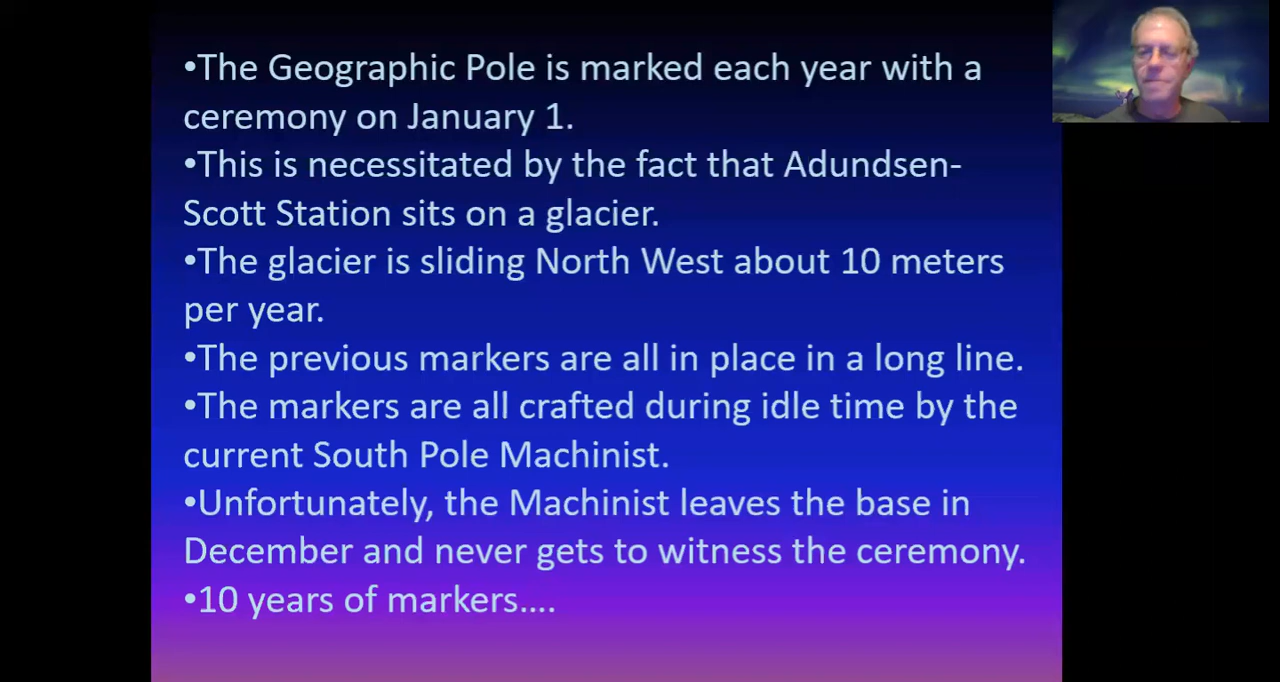 •The Geographic Pole is marked each year with a
ceremony on January 1.
•This is necessitated by the fact that Adundsen-
Scott Station sits on a glacier.
•The glacier is sliding North West about 10 meters
per year.
•The previous markers are all in place in a long line.
•The markers are all crafted during idle time by the
current South Pole Machinist.
•Unfortunately, the Machinist leaves the base in
December and never gets to witness the ceremony.
•10 years of markers....